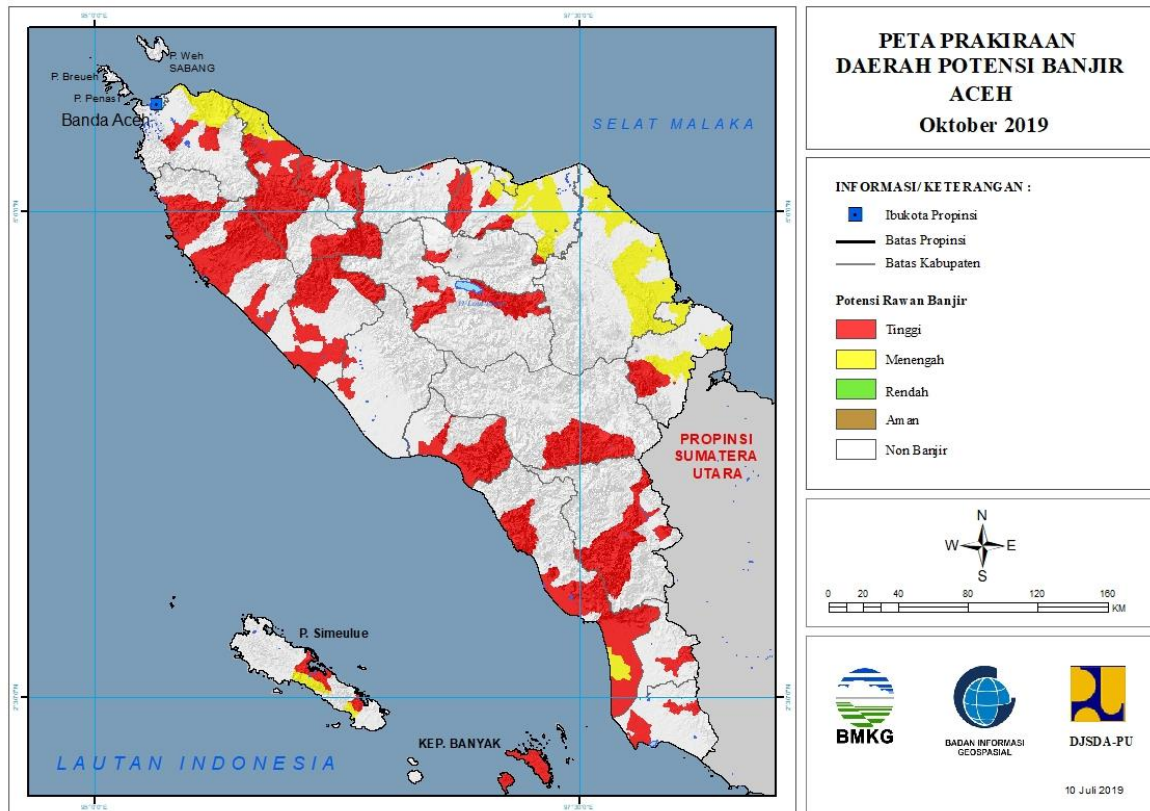 PETA PRAKIRAAN
DAERAH POTENSI BANJIR
ACEH
Oktober 2019
INFORMASI/ KETERANGAN :
Ibukota Propinsi
Batas Propinsi
Batas Kabupaten
Potensi Rawan Banjir
Tinggi
Menengah
Rendah
Aman
Non Banjir
N
W E
S
0 20 40 60 80 120 160
KM
BMKG
BADAN INFORMASI
GEOSPASIAL
DJSDA-PU
10 Juli 2019
P. Weh
SABANG
P. Breueh
P. Penasi
Banda Aceh
SELAT MALAKA
PROPINSI
SUMATERA
UTARA
P. Simeulue
KEP. BANYAK
LAUTAN INDONESIA